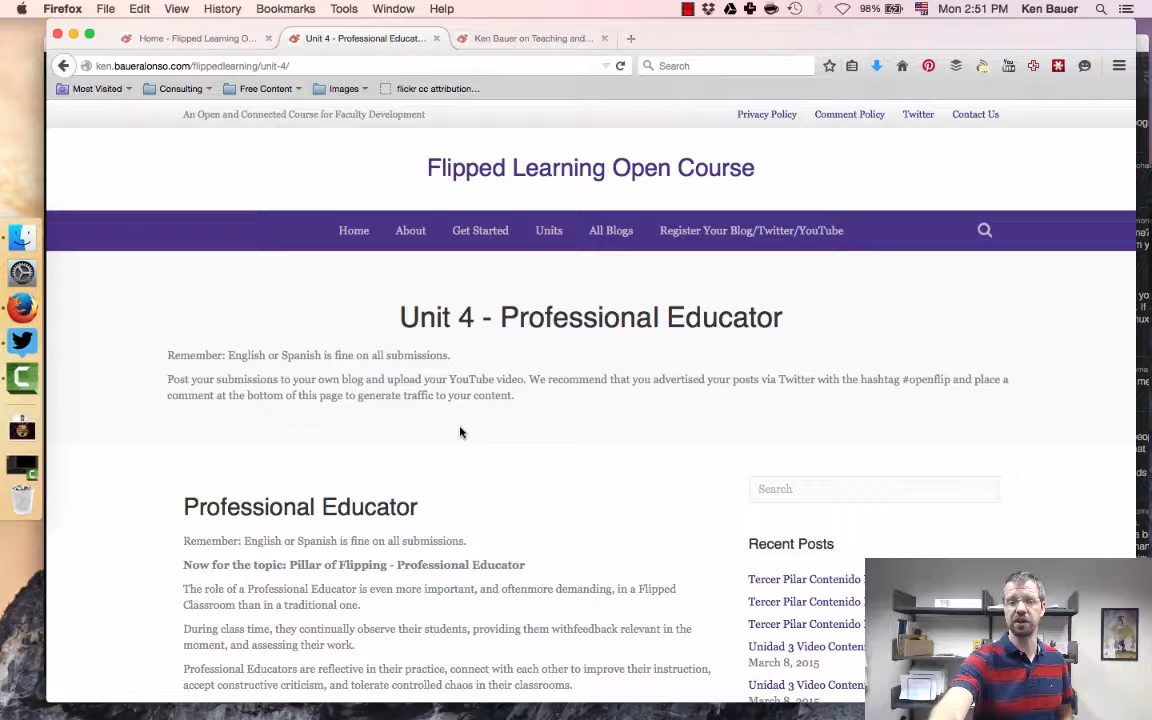 Firefox File Edit View History Bookmarks Tools Window Help 98% Mon 2:51 PM Ken Bauer
Home - Flipped Learning O... Unit 4 - Professional Educat... Ken Bauer on Teaching and...
ken.baueralonso.com/flippedlearning/unit-4/ Search
Most Visited Consulting Free Content Images flickr cc attribution...
An Open and Connected Course for Faculty Development Privacy Policy Comment Policy Twitter Contact Us
Flipped Learning Open Course
Home About Get Started Units All Blogs Register Your Blog/Twitter/YouTube
Unit 4 - Professional Educator
Remember: English or Spanish is fine on all submissions.
Post your submissions to your own blog and upload your YouTube video. We recommend that you advertised your posts via Twitter with the hashtag #openflip and place a
comment at the bottom of this page to generate traffic to your content.
Professional Educator
Remember: English or Spanish is fine on all submissions.
Now for the topic: Pillar of Flipping - Professional Educator
The role of a Professional Educator is even more important, and oftenmore demanding, in a Flipped
Classroom than in a traditional one.
During class time, they continually observe their students, providing them withfeedback relevant in the
moment, and assessing their work.
Professional Educators are reflective in their practice, connect with each other to improve their instruction,
accept constructive criticism, and tolerate controlled chaos in their classrooms.
Search
Recent Posts
Tercer Pilar Contenido
Tercer Pilar Contenido
Tercer Pilar Contenido
Unidad 3 Video Conten
March 8, 2015
Unidad 3 Video Conten
March 8, 2015